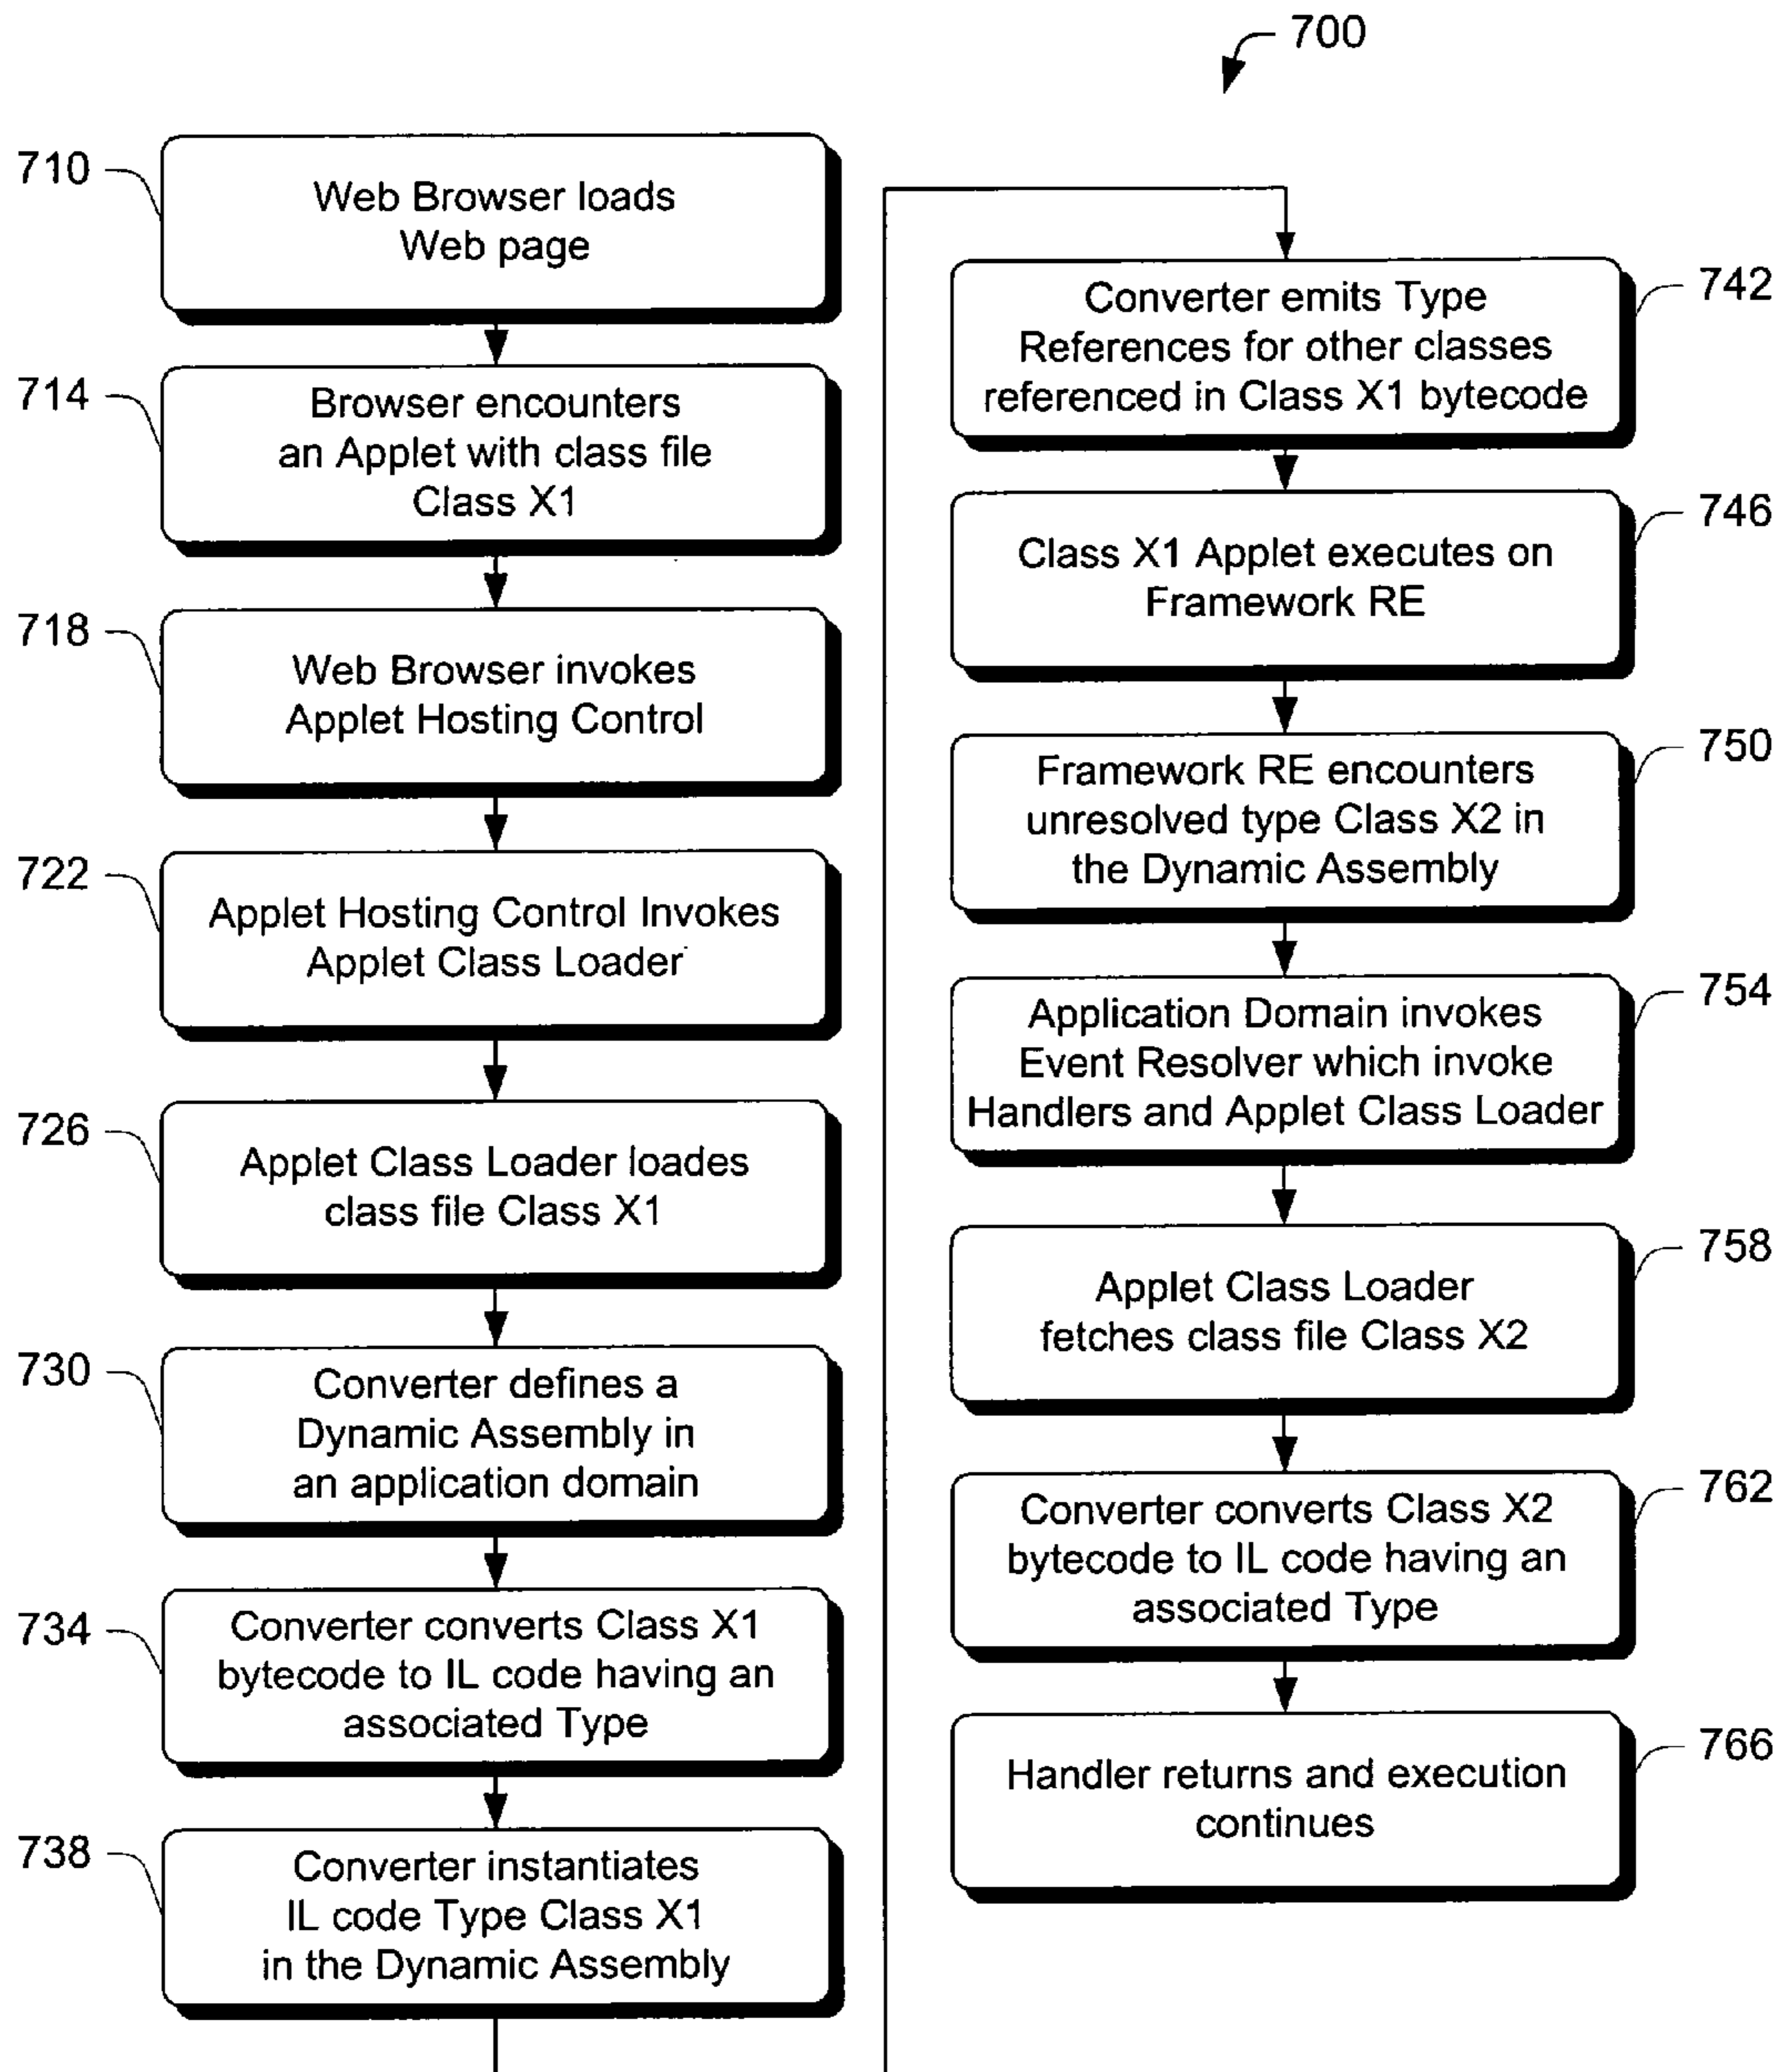 700
710
Web Browser loads
Web page
714
Browser encounters
an Applet with class file
Class X1
718
Web Browser invokes
Applet Hosting Control
722
Applet Hosting Control Invokes
Applet Class Loader
726
Applet Class Loader loades
class file Class X1
730
Converter defines a
Dynamic Assembly in
an application domain
734
Converter converts Class X1
bytecode to IL code having an
associated Type
738
Converter instantiates
IL code Type Class X1
in the Dynamic Assembly
742
Converter emits Type
References for other classes
referenced in Class X1 bytecode
746
Class X1 Applet executes on
Framework RE
750
Framework RE encounters
unresolved type Class X2 in
the Dynamic Assembly
754
Application Domain invokes
Event Resolver which invoke
Handlers and Applet Class Loader
758
Applet Class Loader
fetches class file Class X2
762
Converter converts Class X2
bytecode to IL code having an
associated Type
766
Handler returns and execution
continues